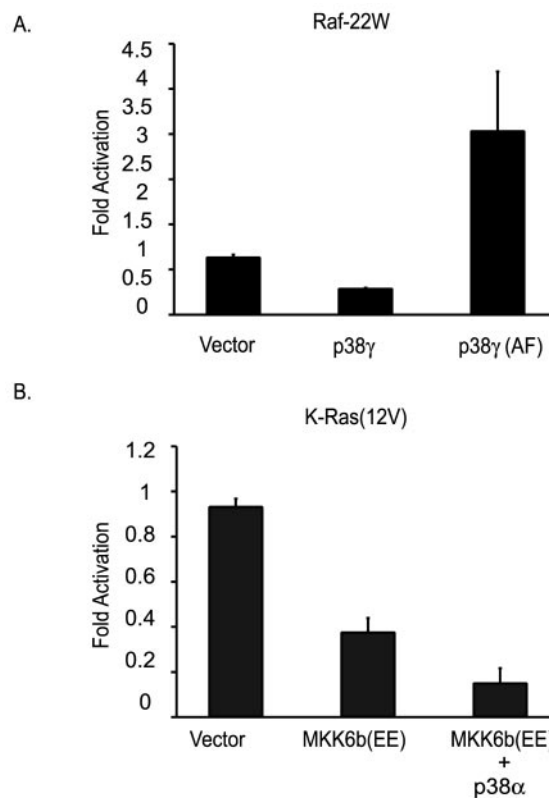 A.
Raf-22W
4.5
4
3.5
3
2.5
2
1.5
1
0.5
0
Fold Activation
Vector
p38γ
p38γ (AF)
B.
K-Ras(12V)
1.2
1
0.8
0.6
0.4
0.2
0
Fold Activation
Vector
MKK6b(EE)
MKK6b(EE)
+
p38α